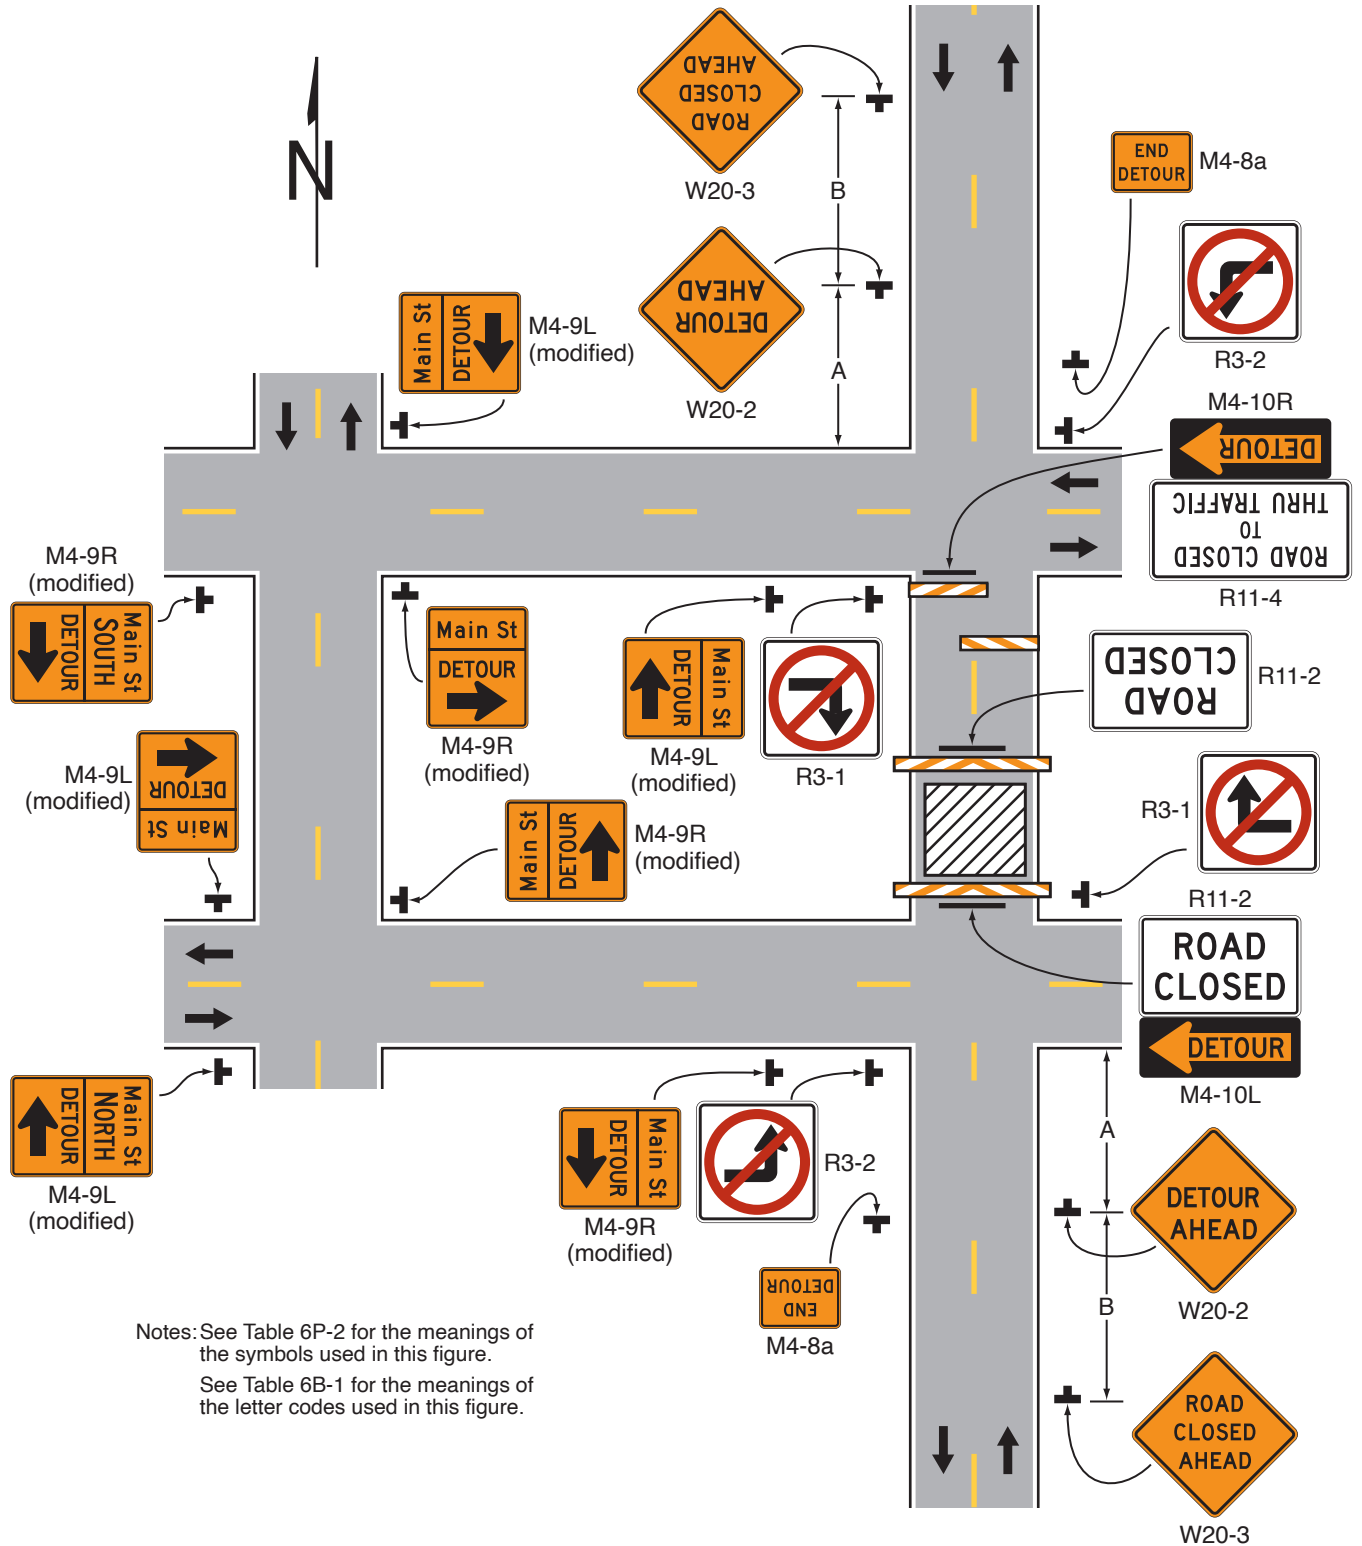 AHEAD
CLOSED
ROAD
W20-3
B
N
DETOUR
AHEAD
W20-2
A
END
DETOUR
M4-8a
R3-2
Main St
DETOUR
M4-9L
(modified)
M4-10R
DETOUR
ROAD CLOSED
TO
THRU TRAFFIC
R11-4
M4-9R
(modified)
Main St
SOUTH
DETOUR
Main St
DETOUR
M4-9R
(modified)
Main St
DETOUR
M4-9L
(modified)
R3-1
ROAD
CLOSED
R11-2
M4-9L
(modified)
Main St
DETOUR
Main St
DETOUR
M4-9R
(modified)
R3-1
R11-2
ROAD
CLOSED
DETOUR
M4-10L
Main St
NORTH
DETOUR
M4-9L
(modified)
Main St
DETOUR
M4-9R
(modified)
R3-2
END
DETOUR
M4-8a
A
DETOUR
AHEAD
W20-2
B
ROAD
CLOSED
AHEAD
W20-3
Notes: See Table 6P-2 for the meanings of
the symbols used in this figure.
See Table 6B-1 for the meanings of
the letter codes used in this figure.